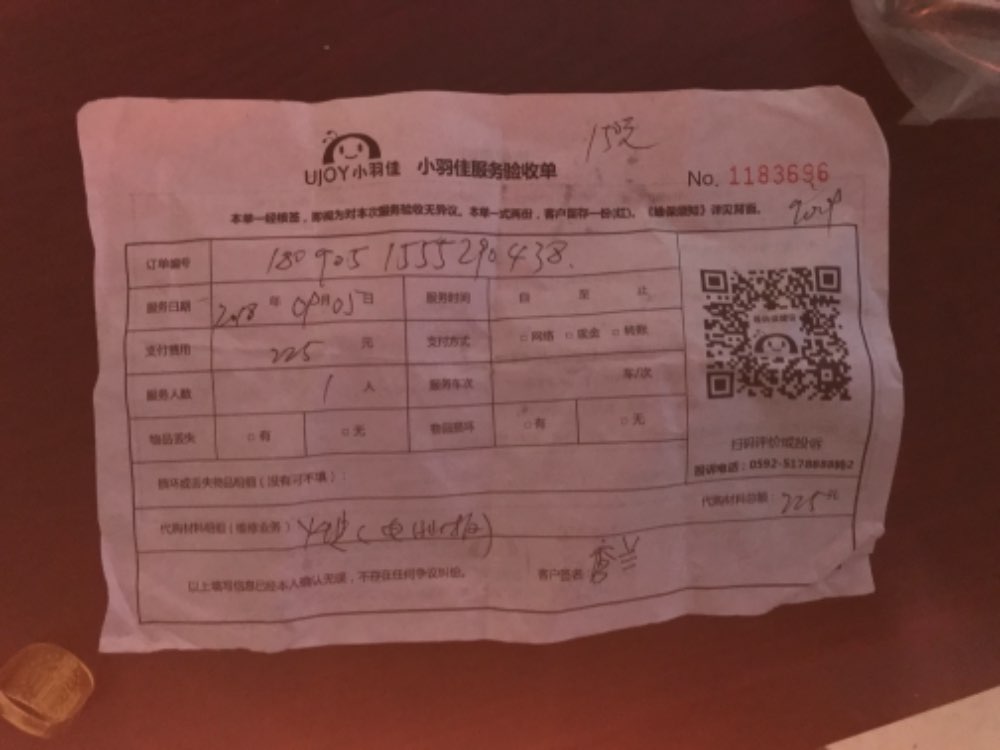 15元
UJOY小羽佳 小羽佳服务验收单
No. 1183696
本单一经核签,即视为对本次服务验收无异议。本单一式两份,客户留存一份(红)。《确保须知》详见背面。
订单编号 180905 1555290438.
服务日期 2018 年 09 月 05 日 服务时间 自 至 止
支付费用 225 元 支付方式 □ 网络 □ 现金 □ 转账
服务人数 1 人 服务车次 车/次
物品丢失 □ 有 □ 无 物品损坏 □ 有 □ 无
扫码评价或投诉
投诉电话:0592-5178888
损坏或丢失物品明细(没有可不填):
代购材料总额:225元
代购材料明细(维修业务)
以上填写信息已经本人确认无误,不存在任何争议纠纷。 客户签名: